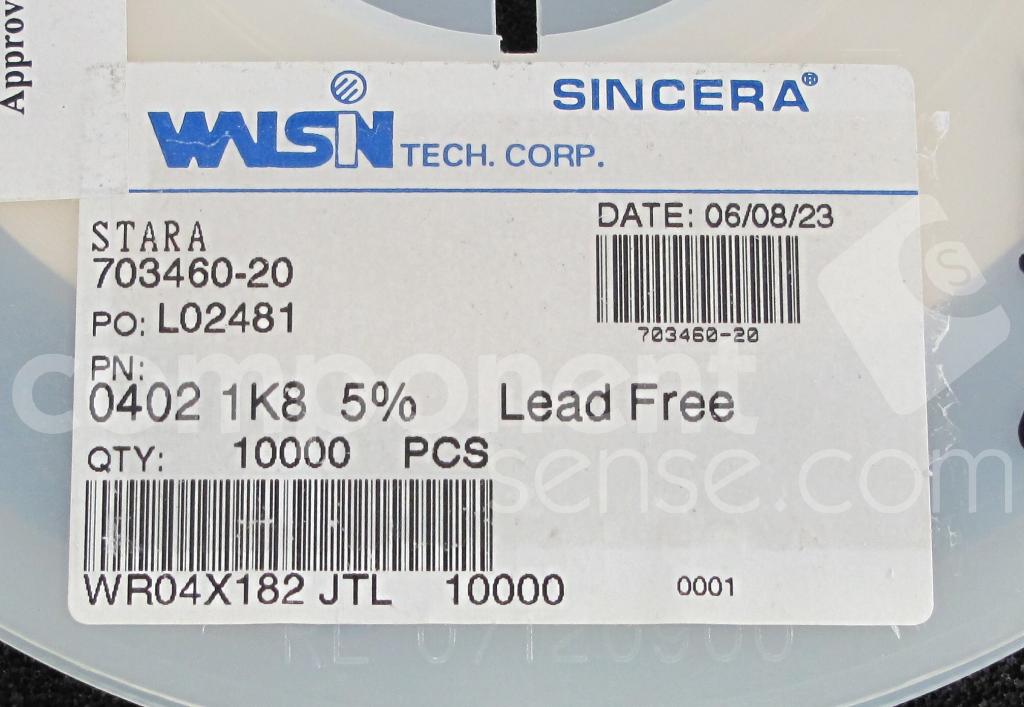 Approv
SINCERA®
WALSIN TECH. CORP.
DATE: 06/08/23
STARA
703460-20
703460-20
PO: L02481
PN:
0402 1K8 5% Lead Free
QTY: 10000 PCS
WR04X182 JTL 10000 0001
component
sense.com